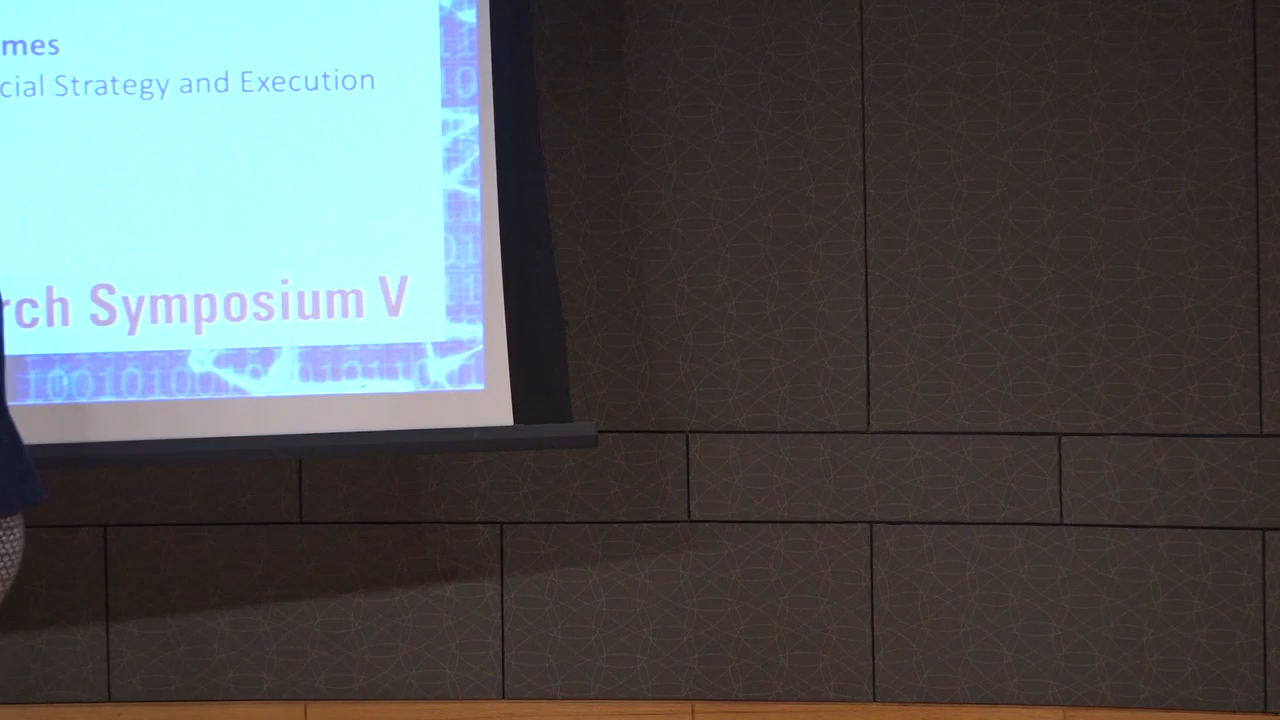 mes
cial Strategy and Execution
rch Symposium V